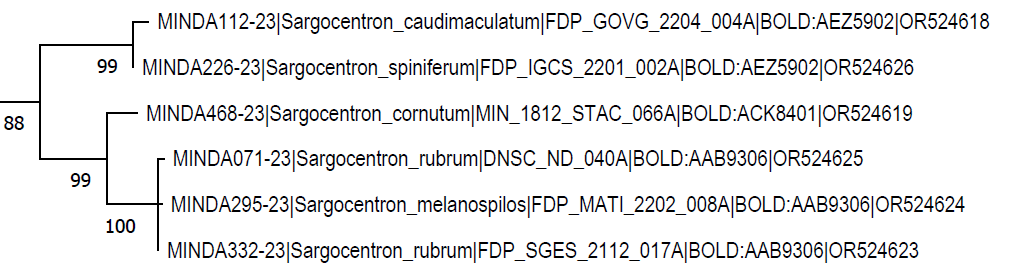 MINDA112-23|Sargocentron_caudimaculatum|FDP_GOVG_2204_004A|BOLD:AEZ5902|OR524618
99 MINDA226-23|Sargocentron_spiniferum|FDP_IGCS_2201_002A|BOLD:AEZ5902|OR524626
MINDA468-23|Sargocentron_cornutum|MIN_1812_STAC_066A|BOLD:ACK8401|OR524619
88
MINDA071-23|Sargocentron_rubrum|DNSC_ND_040A|BOLD:AAB9306|OR524625
99
MINDA295-23|Sargocentron_melanospilos|FDP_MATI_2202_008A|BOLD:AAB9306|OR524624
100
MINDA332-23|Sargocentron_rubrum|FDP_SGES_2112_017A|BOLD:AAB9306|OR524623